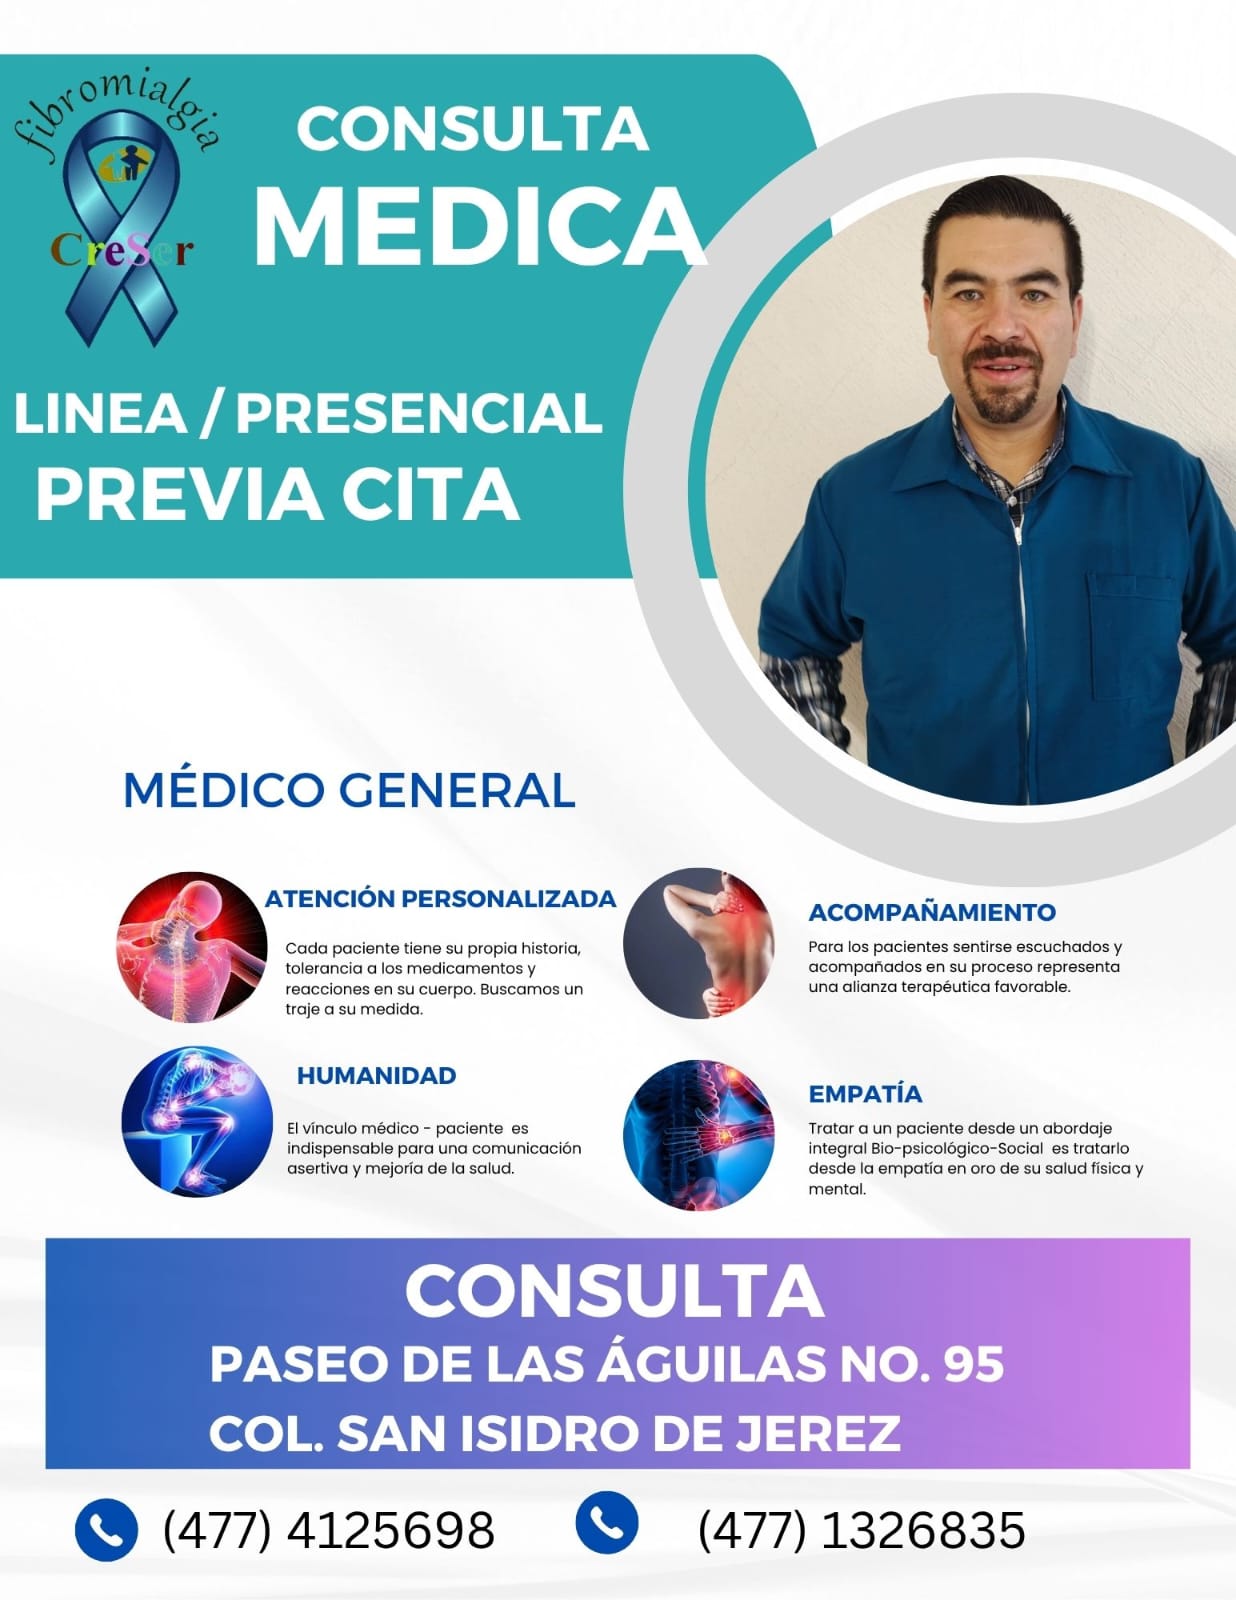 fibromialgia
CreSer
CONSULTA
MEDICA
LINEA / PRESENCIAL
PREVIA CITA
MÉDICO GENERAL
ATENCIÓN PERSONALIZADA
Cada paciente tiene su propia historia,
tolerancia a los medicamentos y
reacciones en su cuerpo. Buscamos un
traje a su medida.
ACOMPAÑAMIENTO
Para los pacientes sentirse escuchados y
acompañados en su proceso representa
una alianza terapéutica favorable.
HUMANIDAD
El vínculo médico - paciente es
indispensable para una comunicación
asertiva y mejoría de la salud.
EMPATÍA
Tratar a un paciente desde un abordaje
integral Bio-psicológico-Social es tratarlo
desde la empatía en oro de su salud física y
mental.
CONSULTA
PASEO DE LAS ÁGUILAS NO. 95
COL. SAN ISIDRO DE JEREZ
(477) 4125698
(477) 1326835